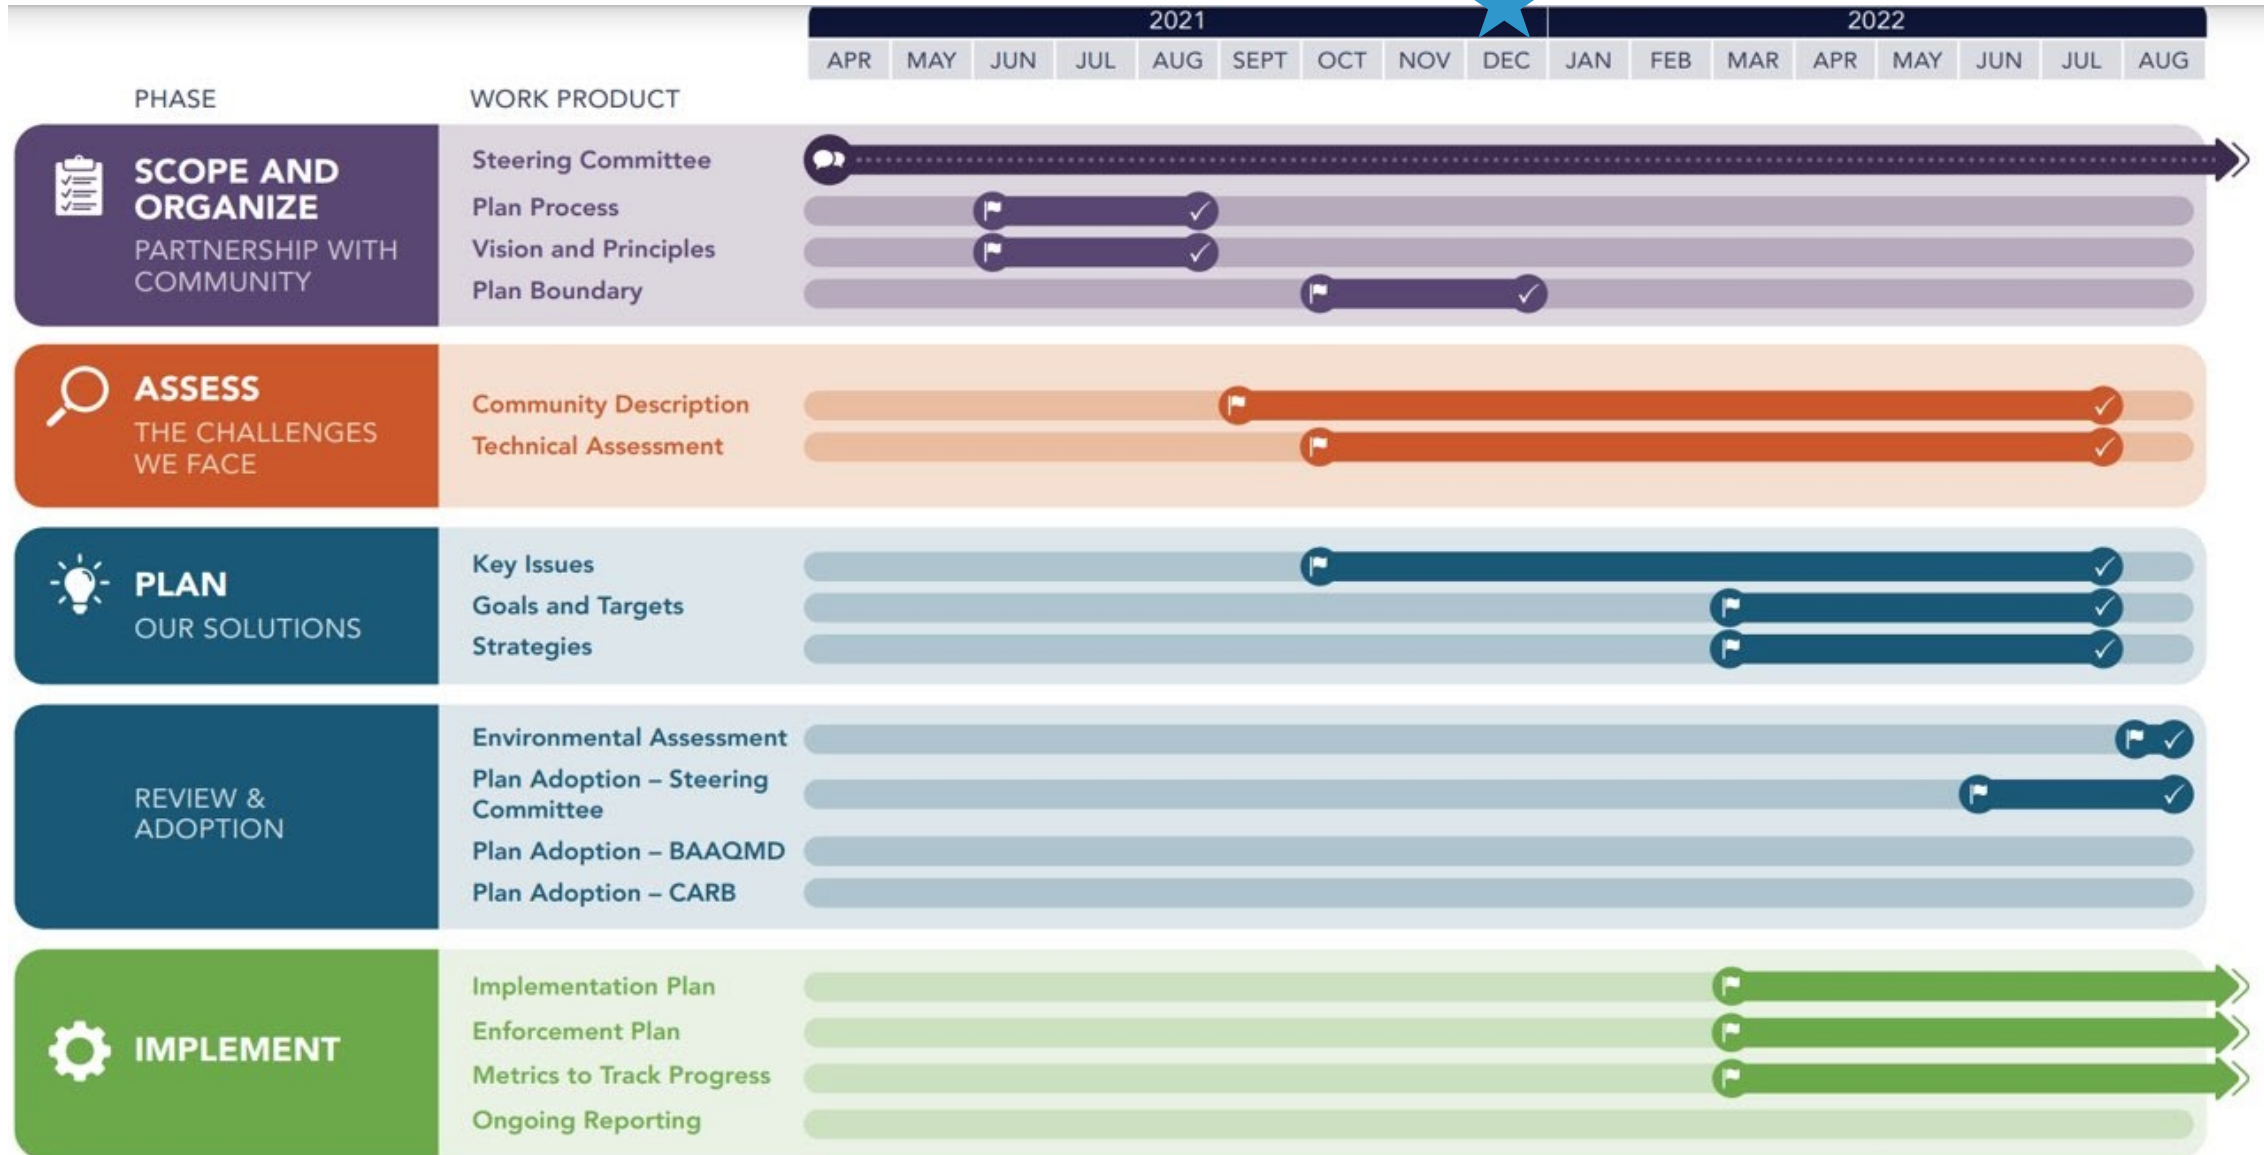 2021 2022
APR MAY JUN JUL AUG SEPT OCT NOV DEC JAN FEB MAR APR MAY JUN JUL AUG
PHASE WORK PRODUCT
SCOPE AND
ORGANIZE
PARTNERSHIP WITH
COMMUNITY
Steering Committee
Plan Process
Vision and Principles
Plan Boundary
ASSESS
THE CHALLENGES
WE FACE
Community Description
Technical Assessment
PLAN
OUR SOLUTIONS
Key Issues
Goals and Targets
Strategies
REVIEW &
ADOPTION
Environmental Assessment
Plan Adoption – Steering
Committee
Plan Adoption – BAAQMD
Plan Adoption – CARB
IMPLEMENT
Implementation Plan
Enforcement Plan
Metrics to Track Progress
Ongoing Reporting